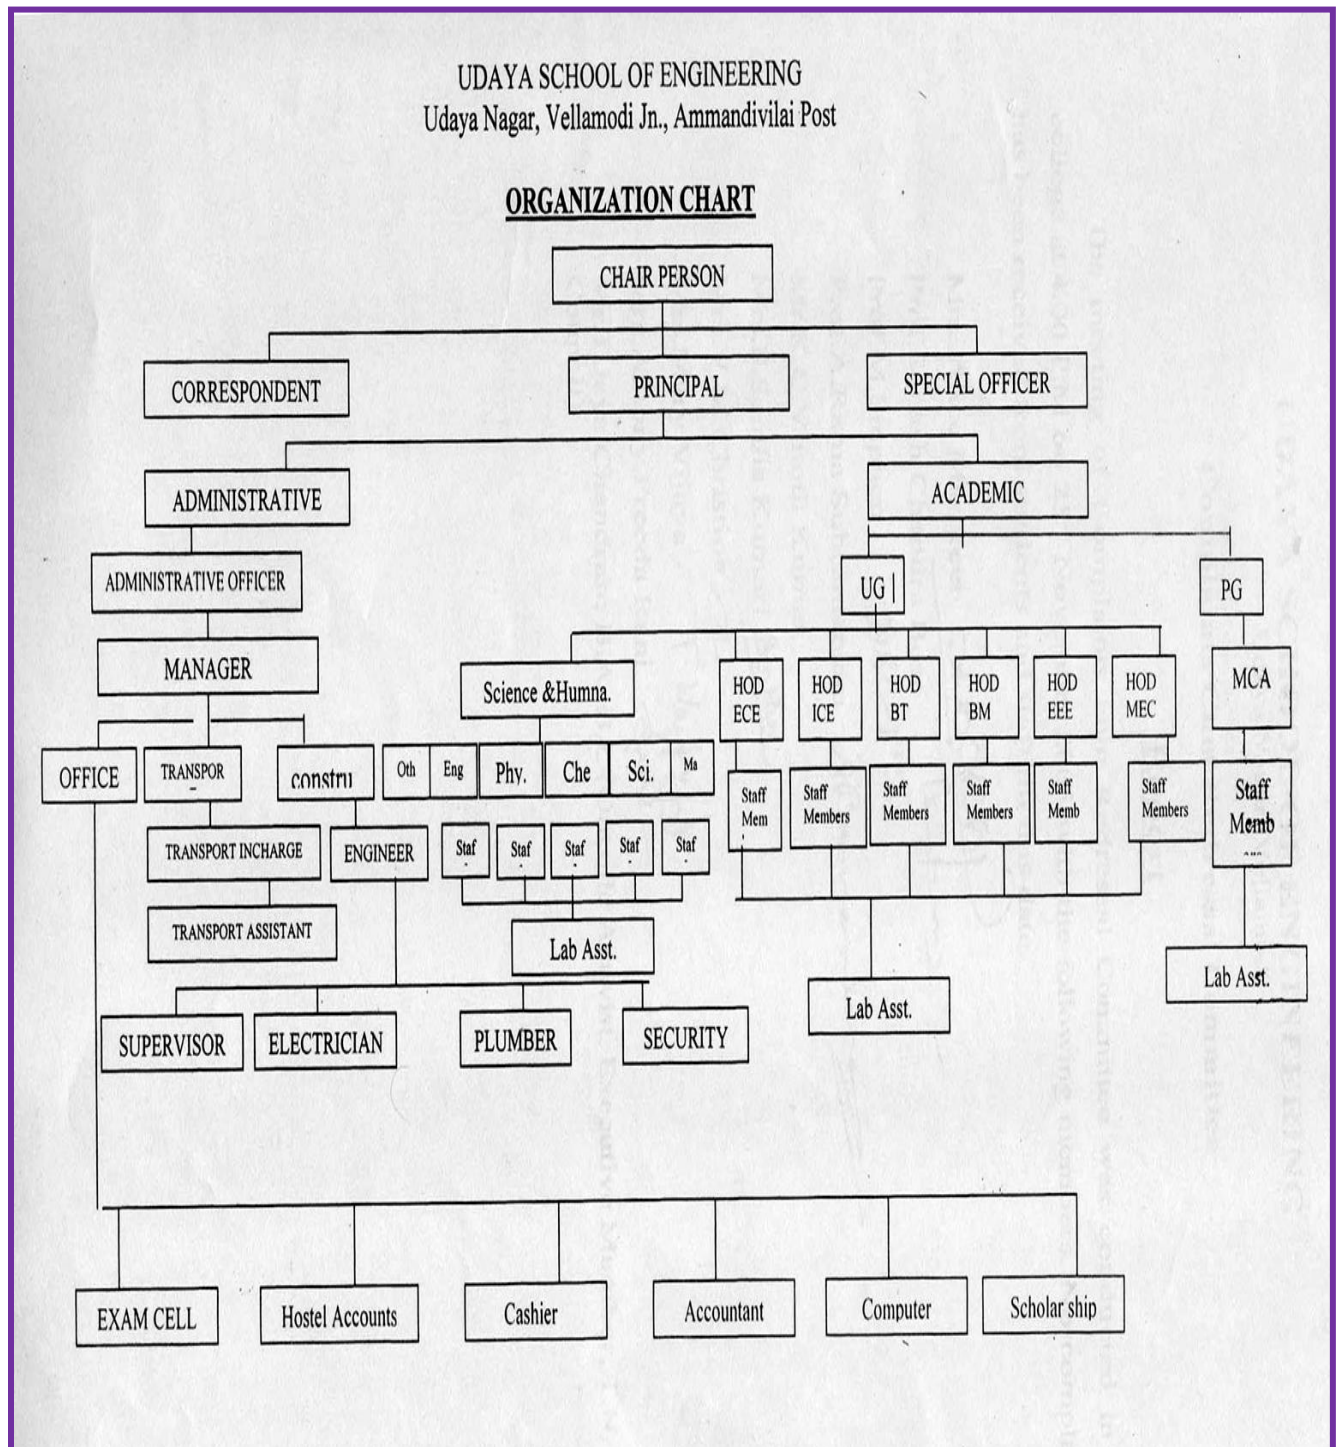 UDAYA SCHOOL OF ENGINEERING
Udaya Nagar, Vellamodi Jn., Ammandivilai Post
ORGANIZATION CHART
CHAIR PERSON
CORRESPONDENT
PRINCIPAL
SPECIAL OFFICER
ADMINISTRATIVE
ACADEMIC
ADMINISTRATIVE OFFICER
UG
PG
MANAGER
Science &Humna.
HOD
ECE
HOD
ICE
HOD
BT
HOD
BM
HOD
EEE
HOD
MEC
MCA
OFFICE
TRANSPOR
constru
Oth
Eng
Phy.
Che
Sci.
Ma
Staff
Mem
Staff
Members
Staff
Members
Staff
Members
Staff
Memb
Staff
Members
Staff
Memb
TRANSPORT INCHARGE
ENGINEER
Staf
Staf
Staf
Staf
Staf
TRANSPORT ASSISTANT
Lab Asst.
Lab Asst.
Lab Asst.
SUPERVISOR
ELECTRICIAN
PLUMBER
SECURITY
EXAM CELL
Hostel Accounts
Cashier
Accountant
Computer
Scholar ship